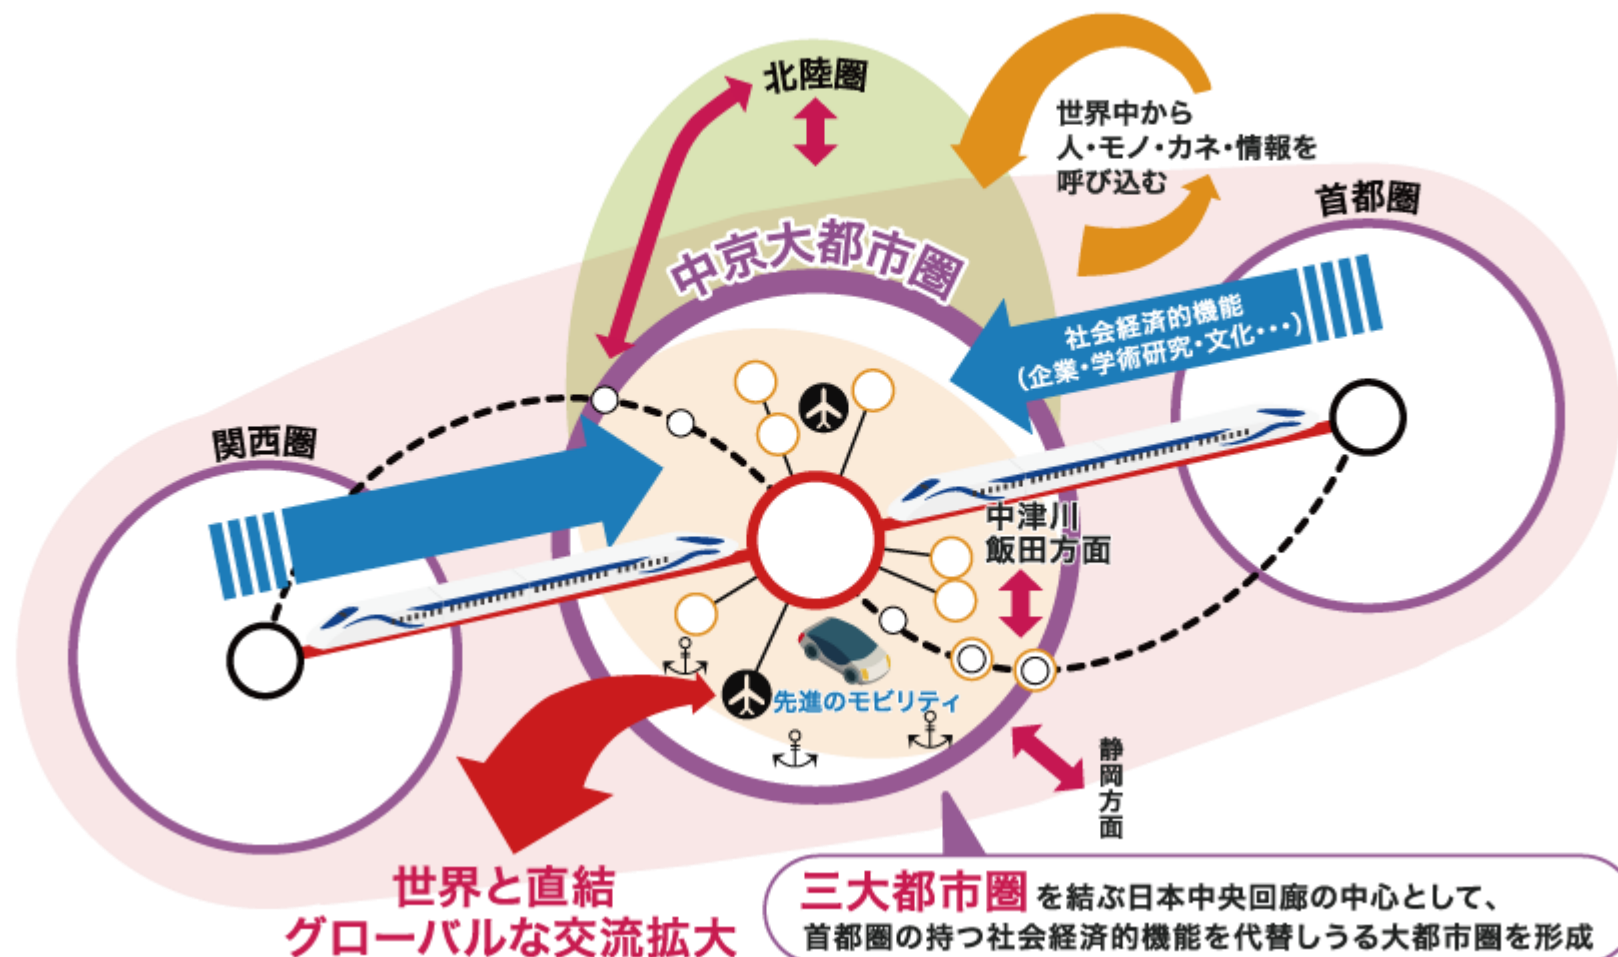 北陸圏
世界中から
人・モノ・カネ・情報を
呼び込む
首都圏
中京大都市圏
社会経済的機能
（企業・学術研究・文化・・・）
関西圏
中津川
飯田方面
先進のモビリティ
静岡方面
世界と直結
グローバルな交流拡大
三大都市圏を結ぶ日本中央回廊の中心として、
首都圏の持つ社会経済的機能を代替しうる大都市圏を形成